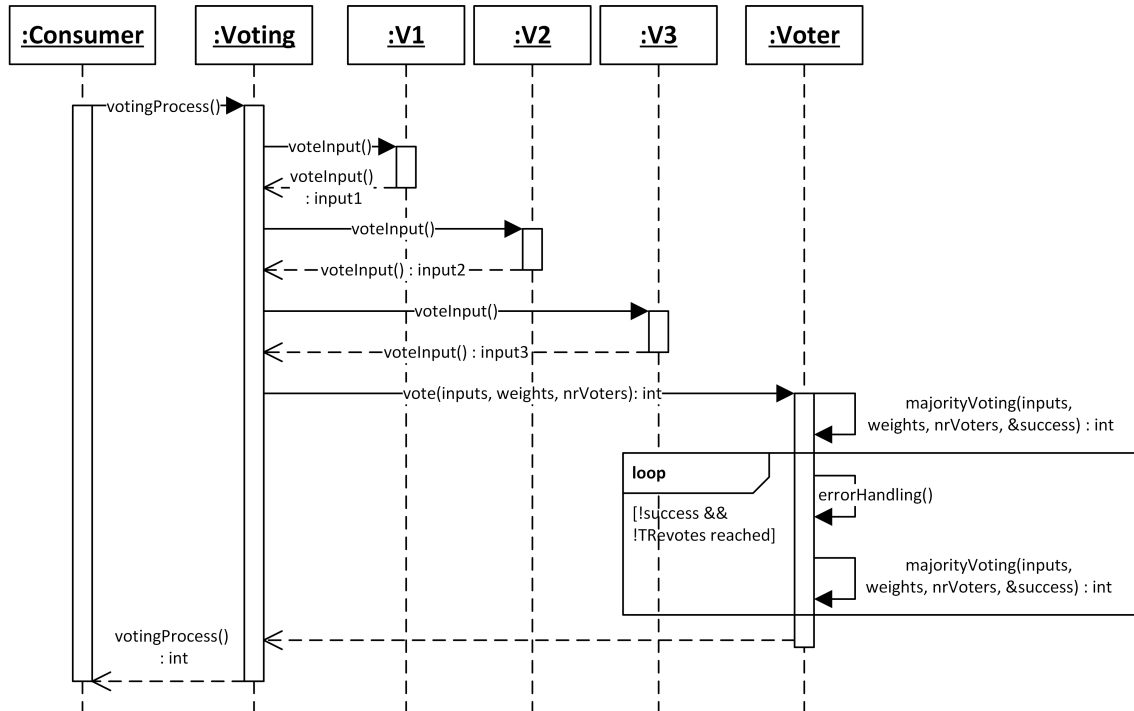 :Consumer
:Voting
:V1
:V2
:V3
:Voter
votingProcess()
voteInput()
voteInput()
: input1
voteInput()
voteInput() : input2
voteInput()
voteInput() : input3
vote(inputs, weights, nrVoters): int
majorityVoting(inputs,
weights, nrVoters, &success) : int
loop
errorHandling()
[!success &&
!TRevotes reached]
majorityVoting(inputs,
weights, nrVoters, &success) : int
votingProcess()
: int